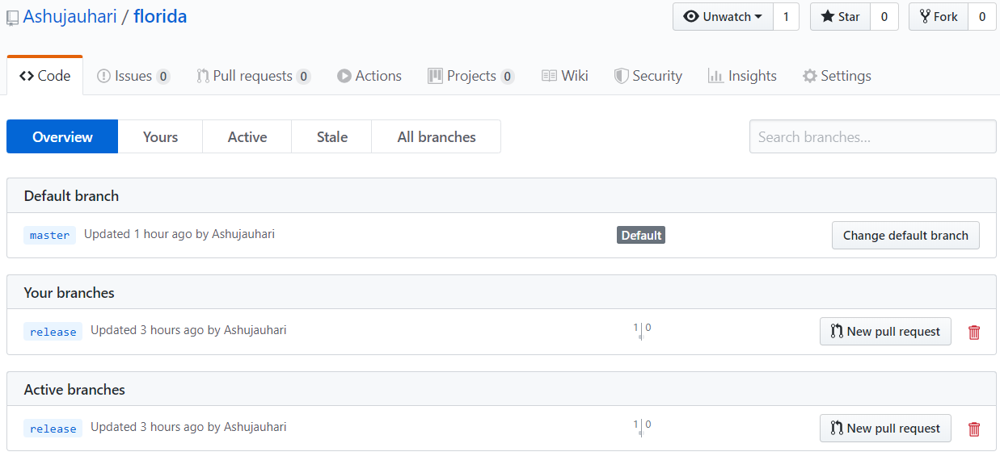 Ashujauhari / florida Unwatch 1 Star 0 Fork 0
Code Issues 0 Pull requests 0 Actions Projects 0 Wiki Security Insights Settings
Overview Yours Active Stale All branches Search branches...
Default branch
master Updated 1 hour ago by Ashujauhari Default Change default branch
Your branches
release Updated 3 hours ago by Ashujauhari 1 0 New pull request
Active branches
release Updated 3 hours ago by Ashujauhari 1 0 New pull request